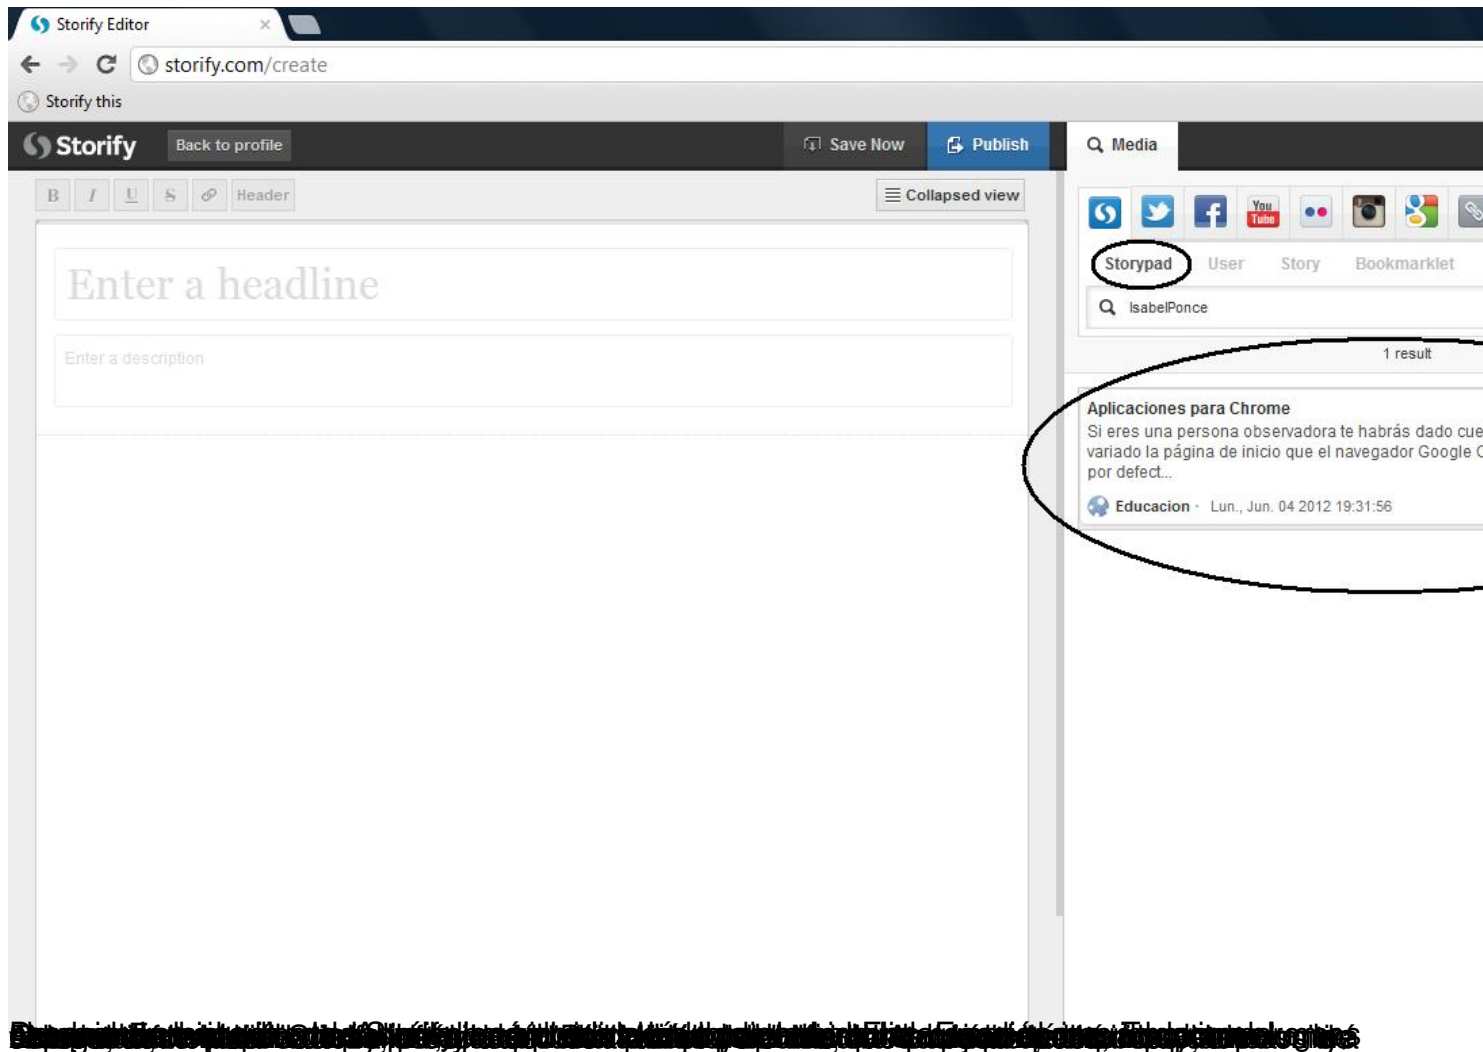 Storify Editor
storify.com/create
Storify this
Storify Back to profile Save Now Publish Media
B I U S Header Collapsed view
You Tube
Storypad User Story Bookmarklet
Enter a headline
IsabelPonce
Enter a description
1 result
Aplicaciones para Chrome
Si eres una persona observadora te habrás dado cue
variado la página de inicio que el navegador Google C
por defect...
Educacion · Lun., Jun. 04 2012 19:31:56